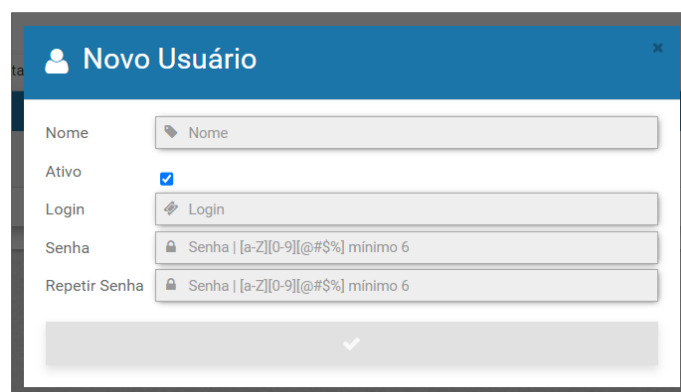 Novo Usuário
ta
Nome Nome
Ativo
Login Login
Senha Senha | [a-Z][0-9][@#$%] mínimo 6
Repetir Senha Senha | [a-Z][0-9][@#$%] mínimo 6